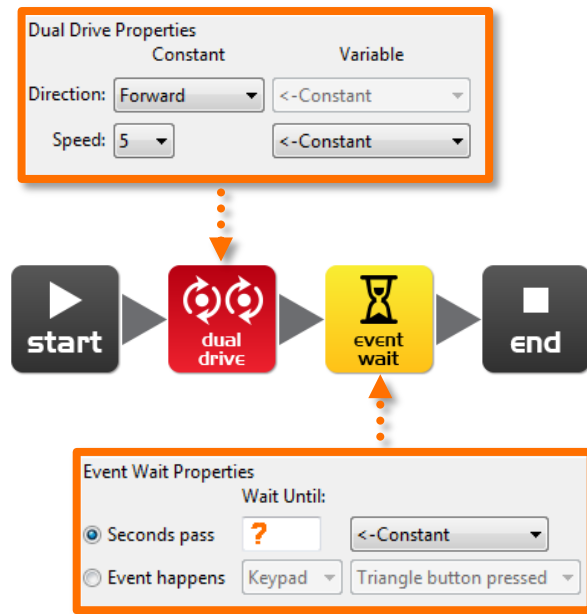 Dual Drive Properties
Constant Variable
Direction: Forward <-Constant
Speed: 5 <-Constant
start
dual
drive
event
wait
end
Event Wait Properties
Wait Until:
Seconds pass ? <-Constant
Event happens Keypad Triangle button pressed